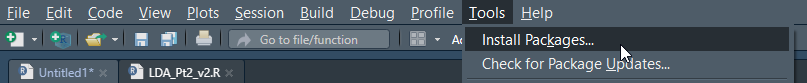 File Edit Code View Plots Session Build Debug Profile Tools Help
Install Packages...
Go to file/function
Check for Package Updates...
Untitled1* LDA_Pt2_v2.R